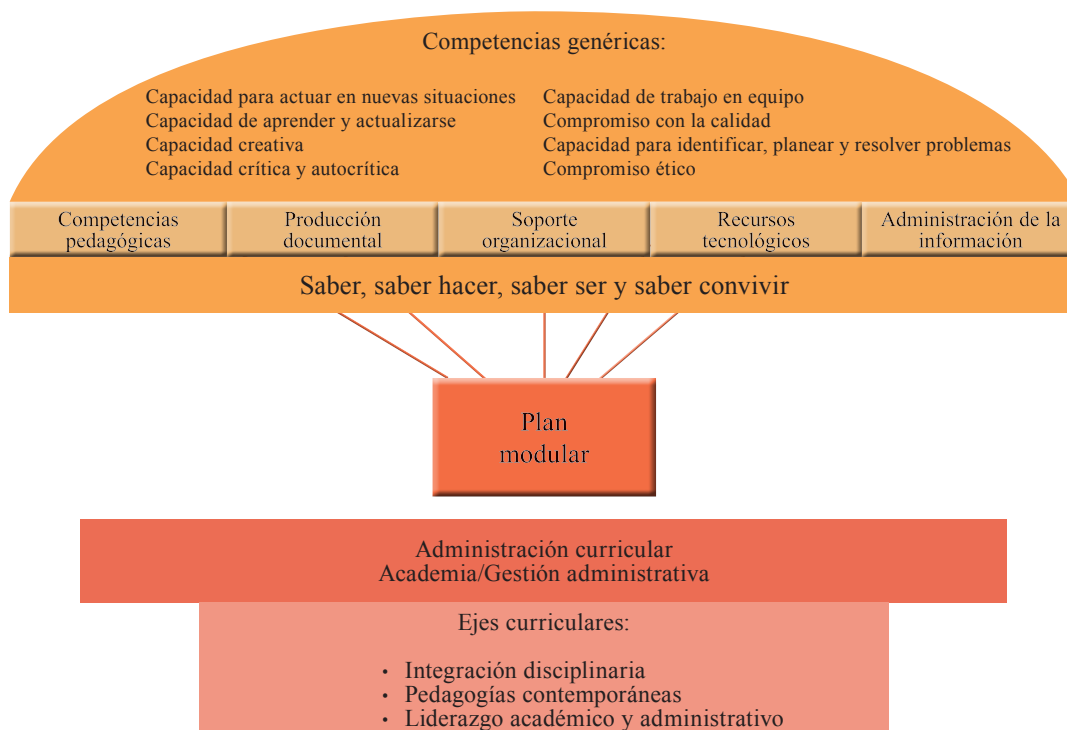 Competencias genéricas:
Capacidad para actuar en nuevas situaciones
Capacidad de aprender y actualizarse
Capacidad creativa
Capacidad crítica y autocrítica
Capacidad de trabajo en equipo
Compromiso con la calidad
Capacidad para identificar, planear y resolver problemas
Compromiso ético
Competencias
pedagógicas
Producción
documental
Soporte
organizacional
Recursos
tecnológicos
Administración de la
información
Saber, saber hacer, saber ser y saber convivir
Plan
modular
Administración curricular
Academia/Gestión administrativa
Ejes curriculares:
• Integración disciplinaria
• Pedagogías contemporáneas
• Liderazgo académico y administrativo